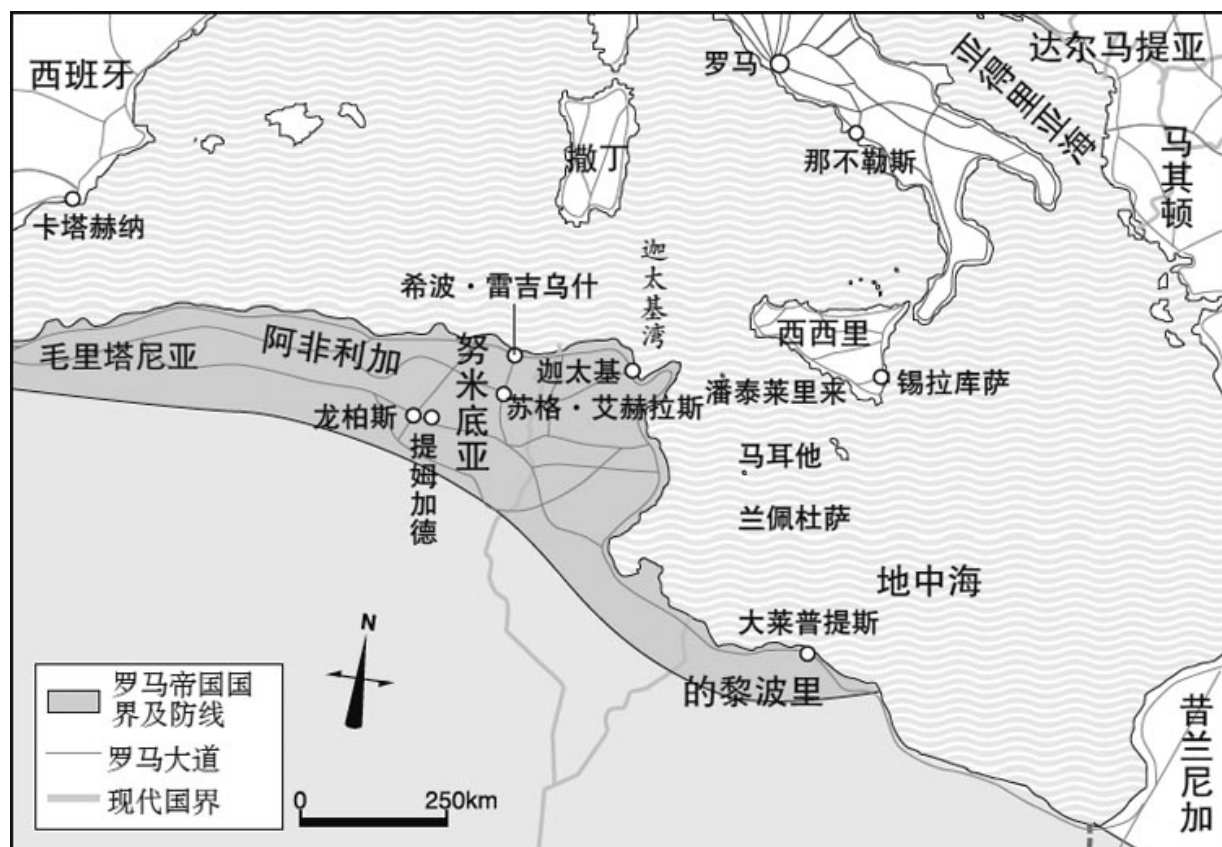 西班牙
罗马
亚得里亚海
达尔马提亚
马其顿
那不勒斯
撒丁
卡塔赫纳
迦太基湾
希波·雷吉乌什
毛里塔尼亚
阿非利加
努米底亚
迦太基
西西里
锡拉库萨
潘泰莱里来
苏格·艾赫拉斯
龙柏斯
提姆加德
马耳他
兰佩杜萨
地中海
大莱普提斯
的黎波里
昔兰尼加
N
罗马帝国国
界及防线
罗马大道
现代国界
0 250km